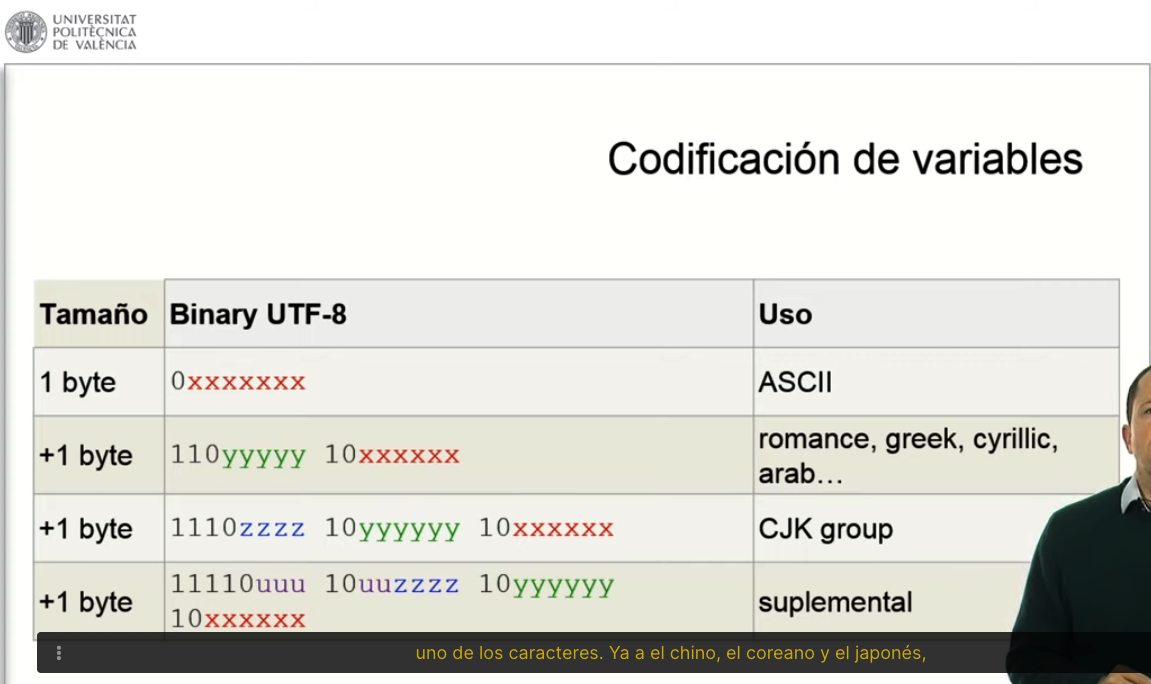 UNIVERSITAT
POLITÈCNICA
DE VALÈNCIA
Codificación de variables
Tamaño Binary UTF-8 Uso
1 byte 0xxxxxxx ASCII
+1 byte 110yyyyy 10xxxxxx romance, greek, cyrillic,
arab...
+1 byte 1110zzzz 10yyyyyy 10xxxxxx CJK group
+1 byte 11110uuu 10uuzzzz 10yyyyyy
10xxxxxx suplemental
uno de los caracteres. Ya a el chino, el coreano y el japonés,